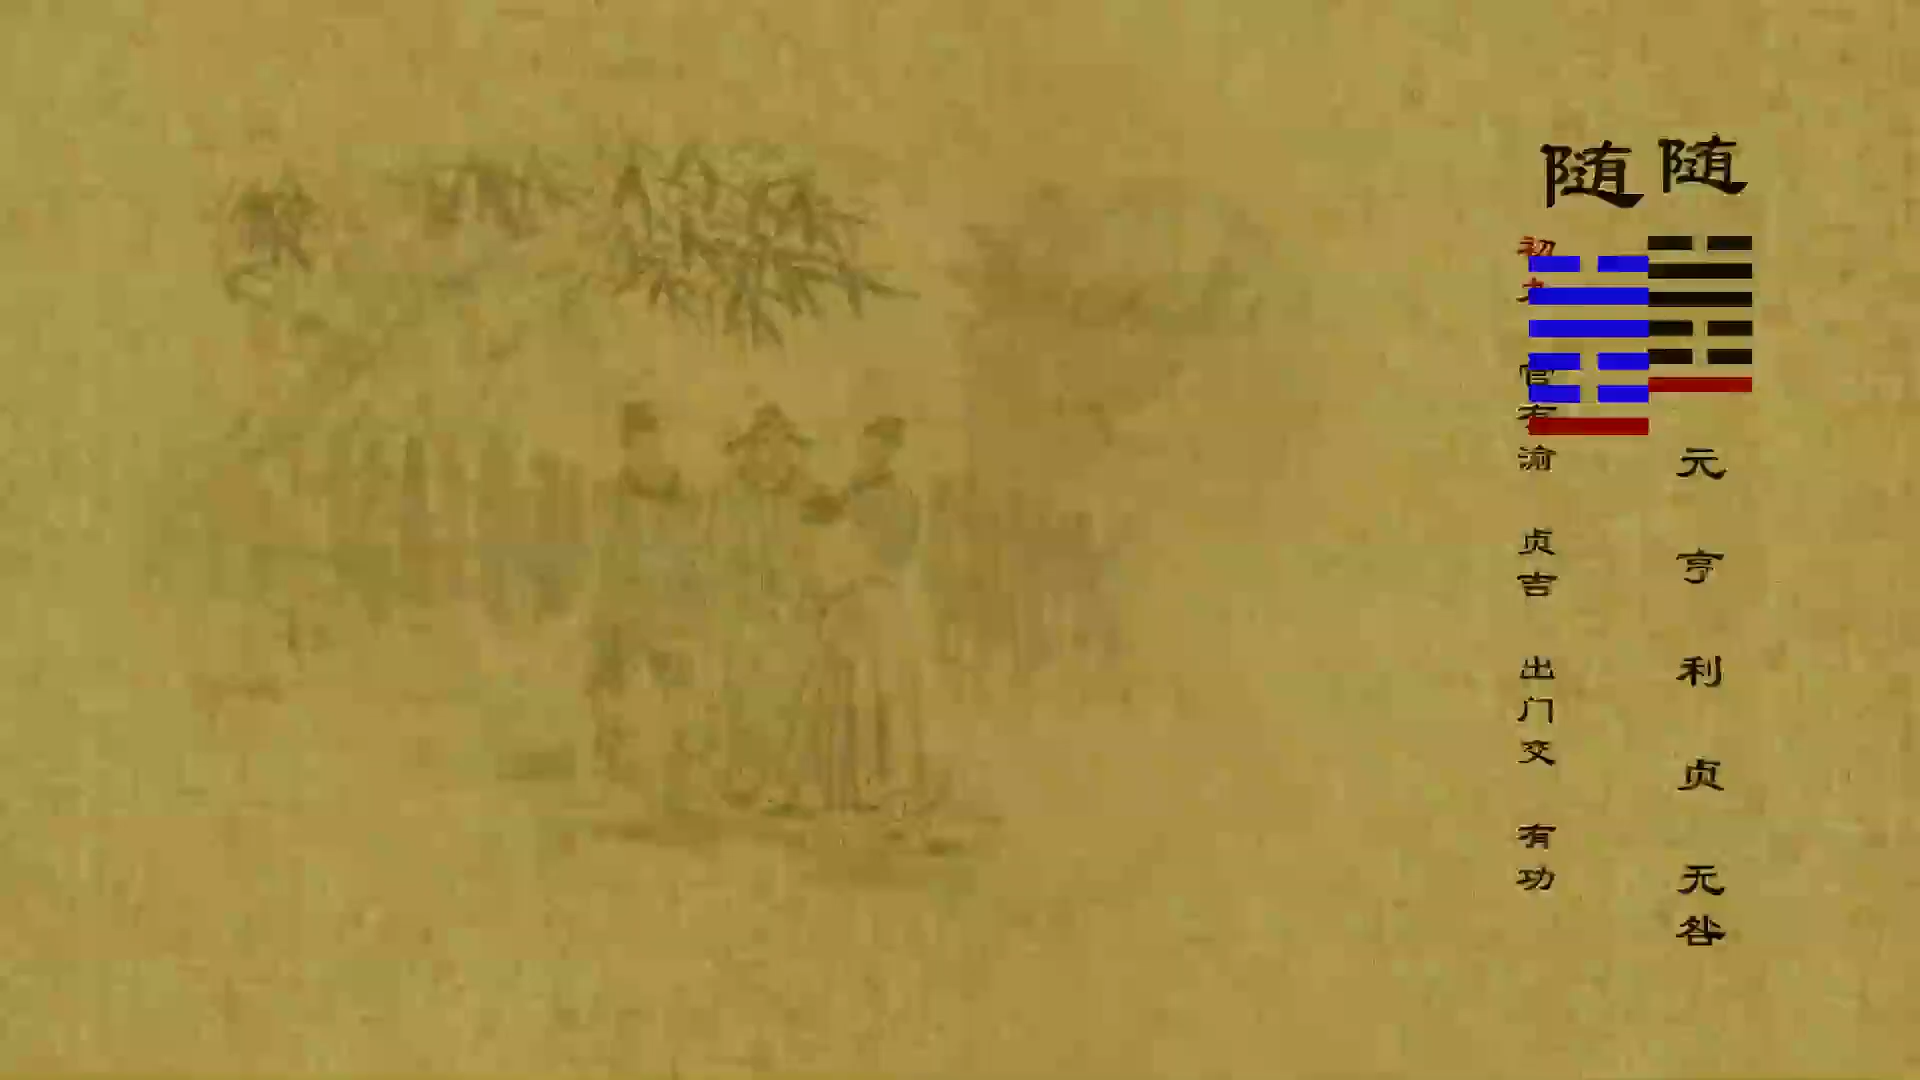 随
元 亨 利 贞 无咎
随
初九 官有渝 贞吉 出门交 有功